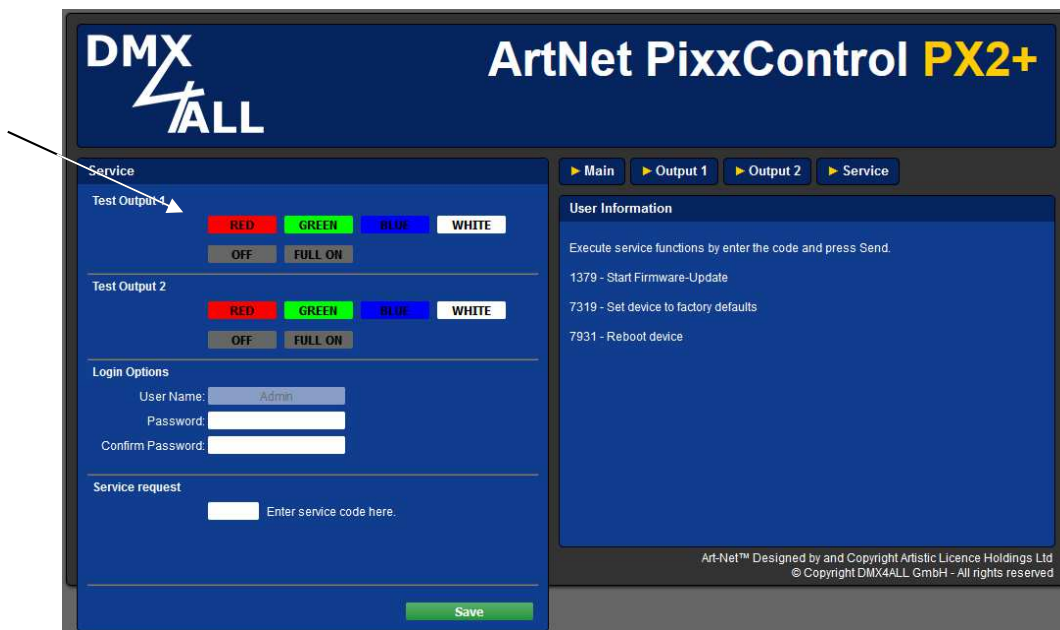 DMX
4
ALL
ArtNet PixxControl PX2+
Service
Test Output 1
RED GREEN BLUE WHITE
OFF FULL ON
Test Output 2
RED GREEN BLUE WHITE
OFF FULL ON
Login Options
User Name: Admin
Password:
Confirm Password:
Service request
Enter service code here.
Save
Main Output 1 Output 2 Service
User Information
Execute service functions by enter the code and press Send.
1379 - Start Firmware-Update
7319 - Set device to factory defaults
7931 - Reboot device
Art-Net™ Designed by and Copyright Artistic Licence Holdings Ltd
© Copyright DMX4ALL GmbH - All rights reserved